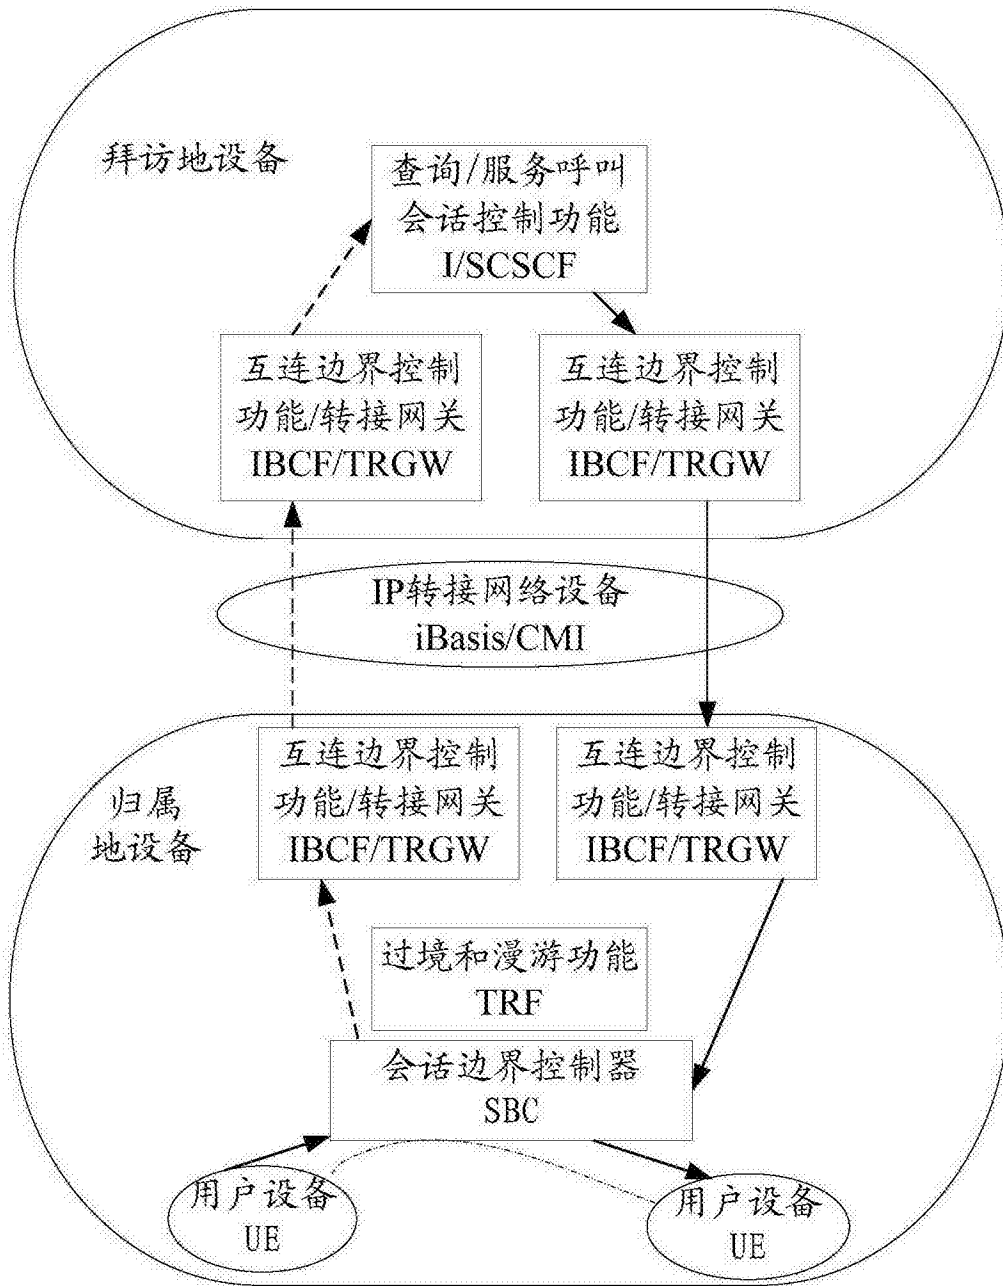 拜访地设备
查询/服务呼叫
会话控制功能
I/SCSCF
互连边界控制
功能/转接网关
IBCF/TRGW
互连边界控制
功能/转接网关
IBCF/TRGW
IP转接网络设备
iBasis/CMI
归属
地设备
互连边界控制
功能/转接网关
IBCF/TRGW
互连边界控制
功能/转接网关
IBCF/TRGW
过境和漫游功能
TRF
会话边界控制器
SBC
用户设备
UE
用户设备
UE